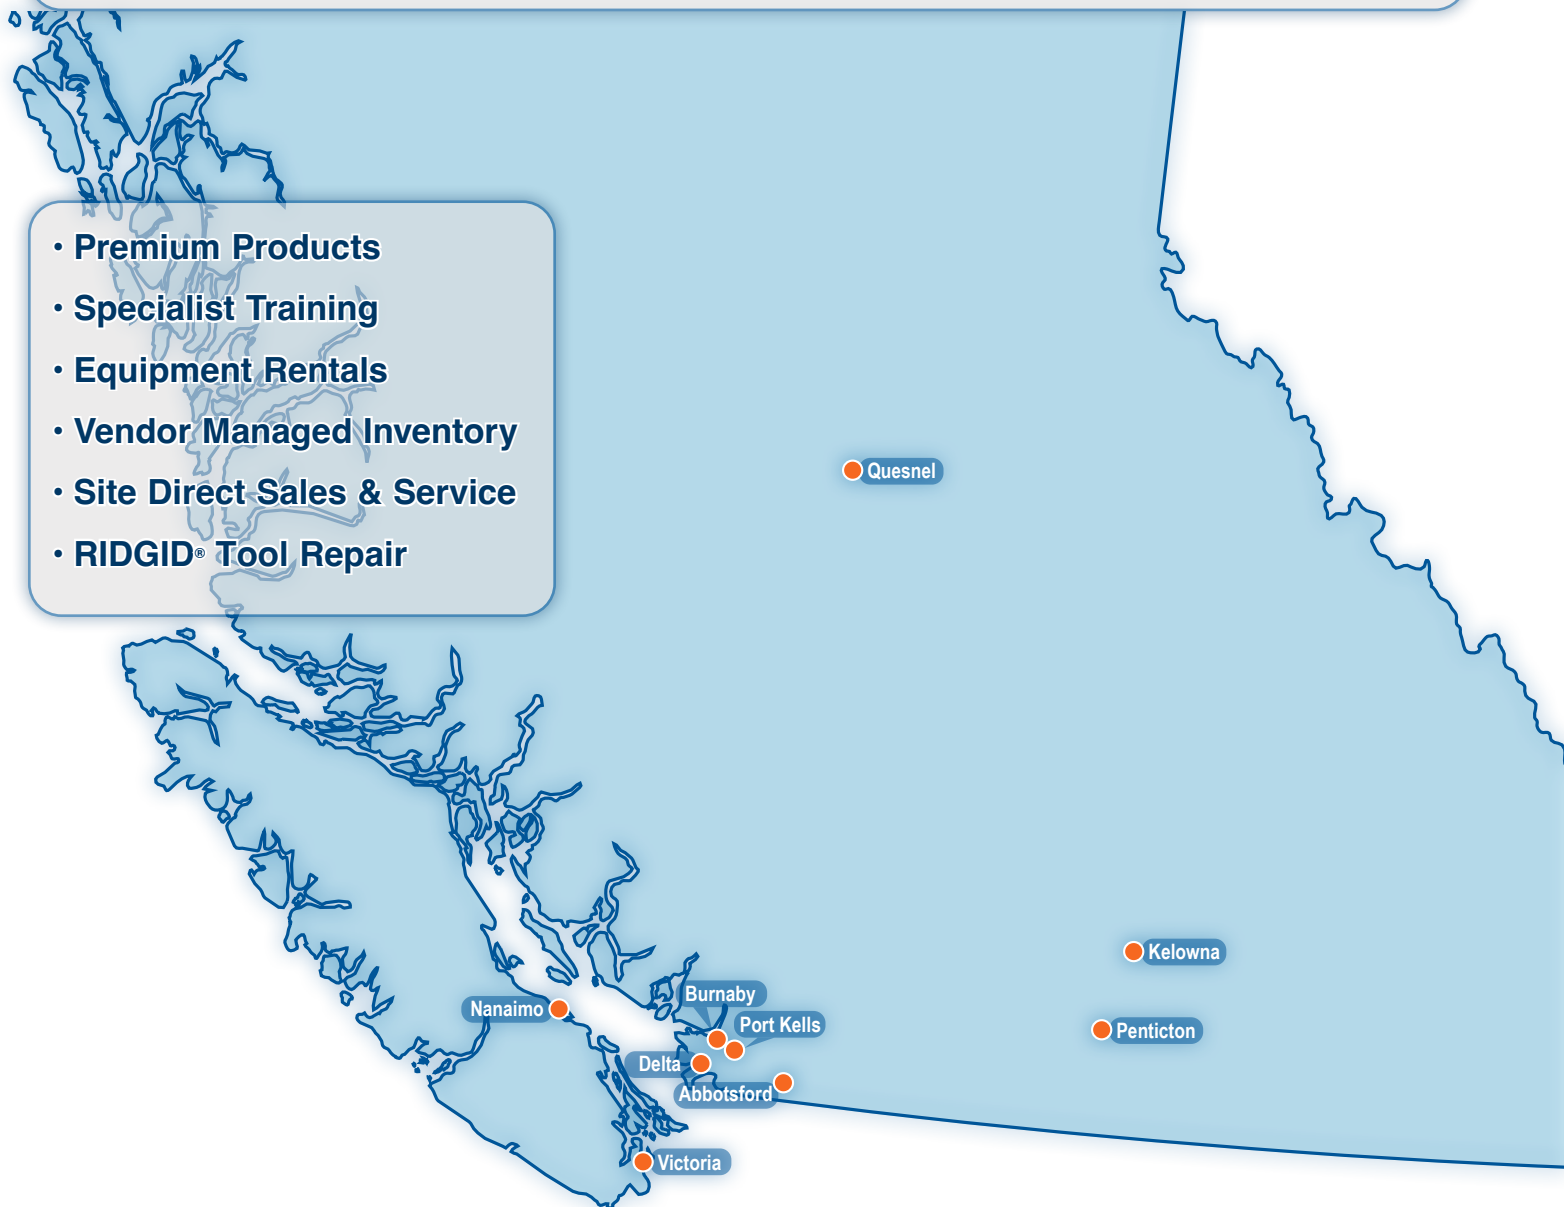 • Premium Products
• Specialist Training
• Equipment Rentals
• Vendor Managed Inventory
• Site Direct Sales & Service
• RIDGID® Tool Repair
Quesnel
Kelowna
Burnaby
Nanaimo
Port Kells
Penticton
Delta
Abbotsford
Victoria